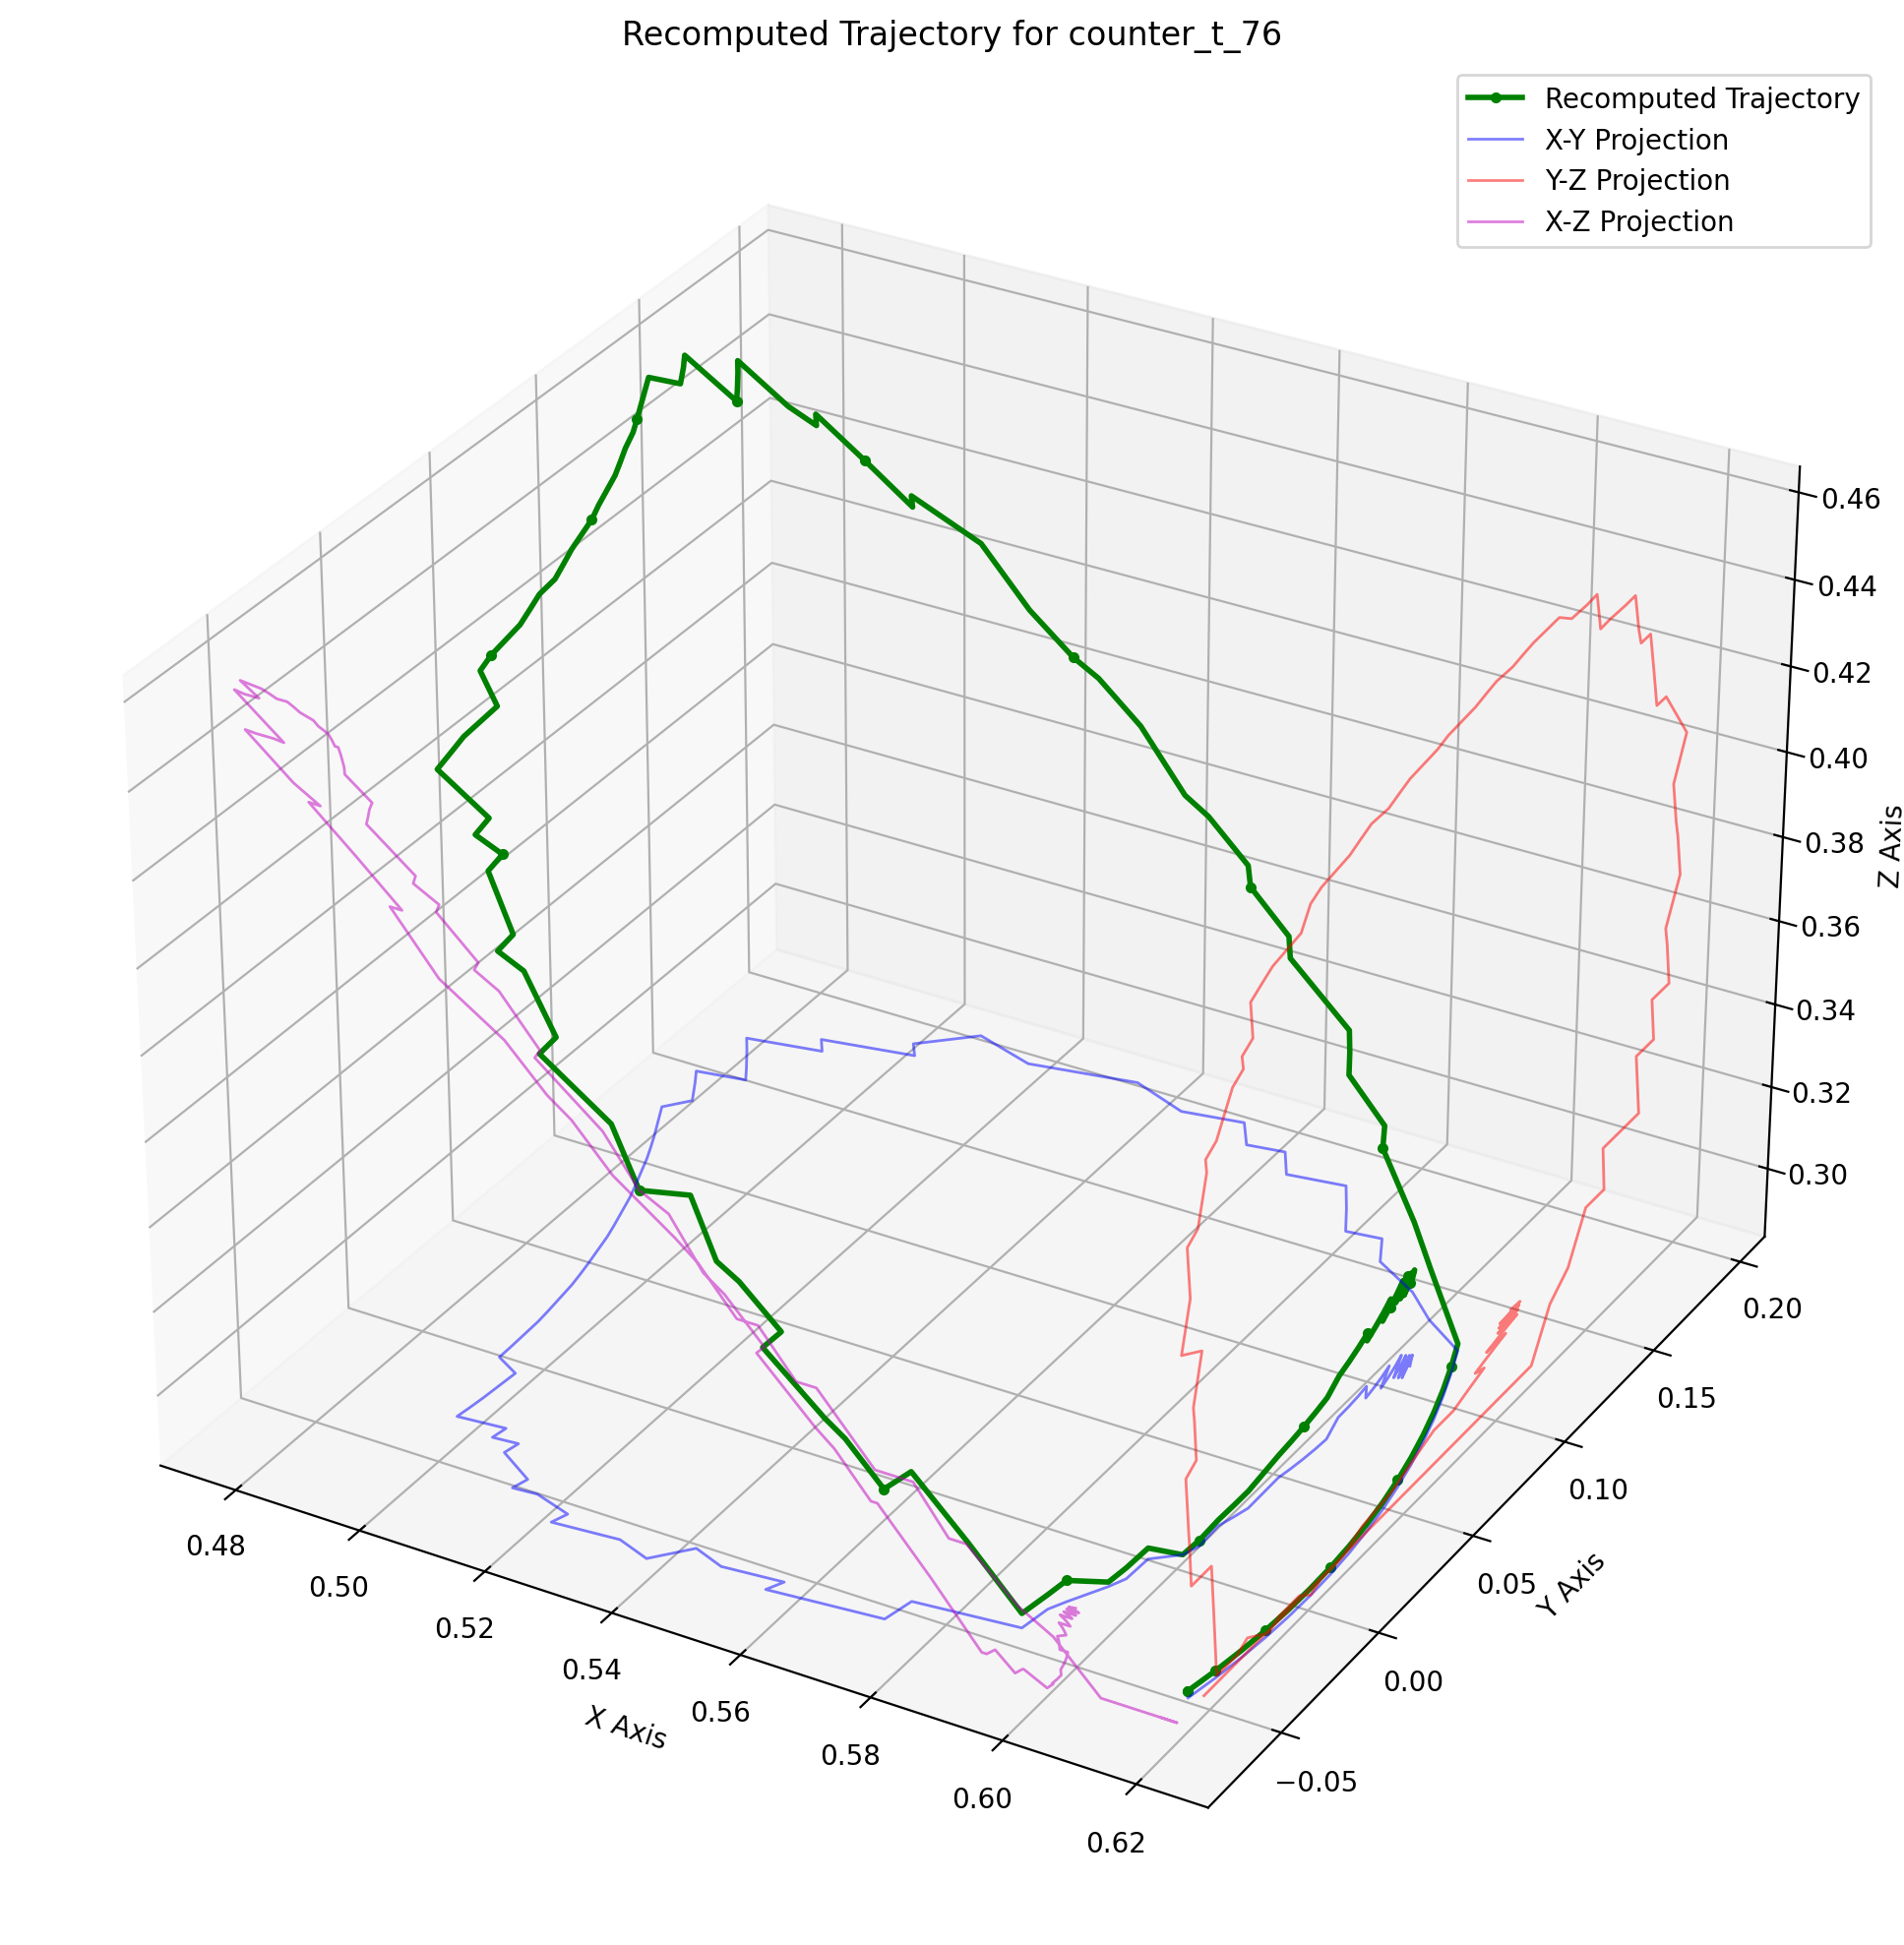 Recomputed Trajectory for counter_t_76
Recomputed Trajectory
X-Y Projection
Y-Z Projection
X-Z Projection
0.46
0.44
0.42
0.40
0.38
0.36
0.34
0.32
0.30
Z Axis
0.20
0.15
0.10
0.05
0.00
−0.05
Y Axis
0.48
0.50
0.52
0.54
0.56
0.58
0.60
0.62
X Axis